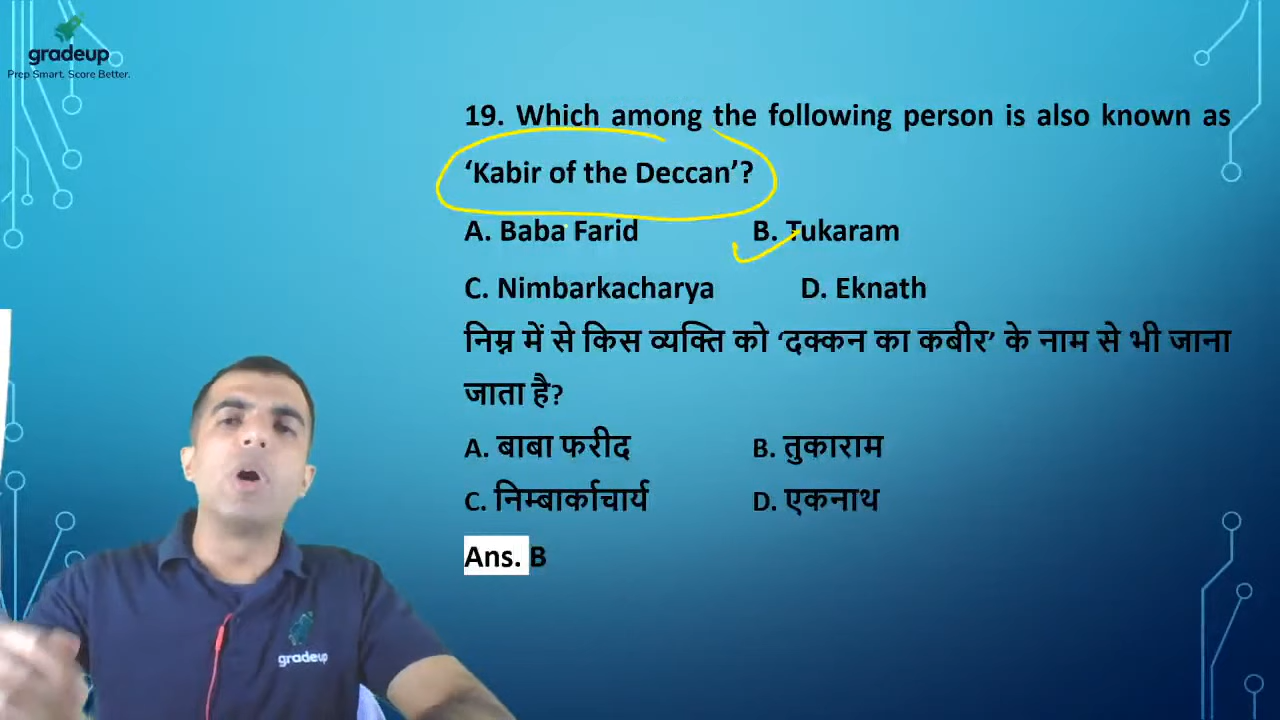 gradeup
Prep Smart. Score Better.
19. Which among the following person is also known as
‘Kabir of the Deccan’?
A. Baba Farid B. Tukaram
C. Nimbarkacharya D. Eknath
निम्न में से किस व्यक्ति को ‘दक्कन का कबीर’ के नाम से भी जाना
जाता है?
A. बाबा फरीद B. तुकाराम
C. निम्बार्काचार्य D. एकनाथ
Ans. B
gradeup